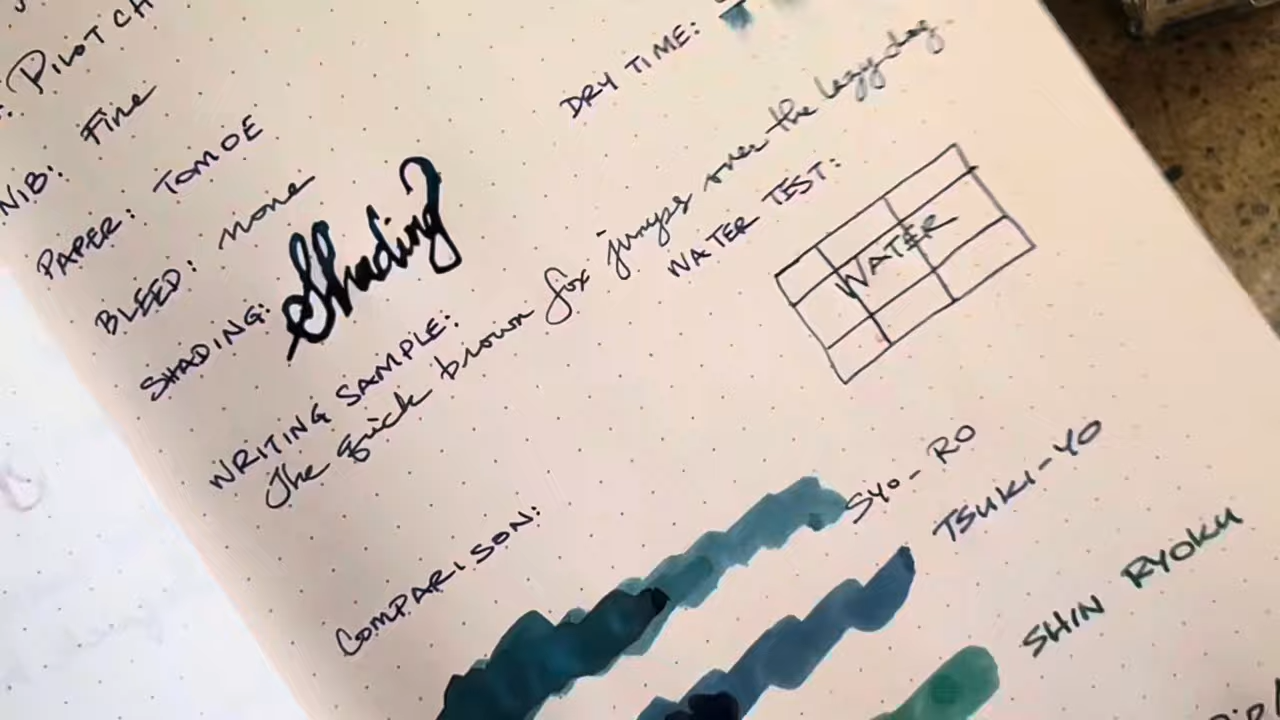 PILOT
NIB: Fine
PAPER: TOMOE
BLEED: none
SHADING: Shading
DRY TIME:
WRITING SAMPLE:
The quick brown fox jumps over the lazy dog.
WATER TEST:
WATER
COMPARISON:
SYO-RO
TSUKI-YO
SHIN RYOKU